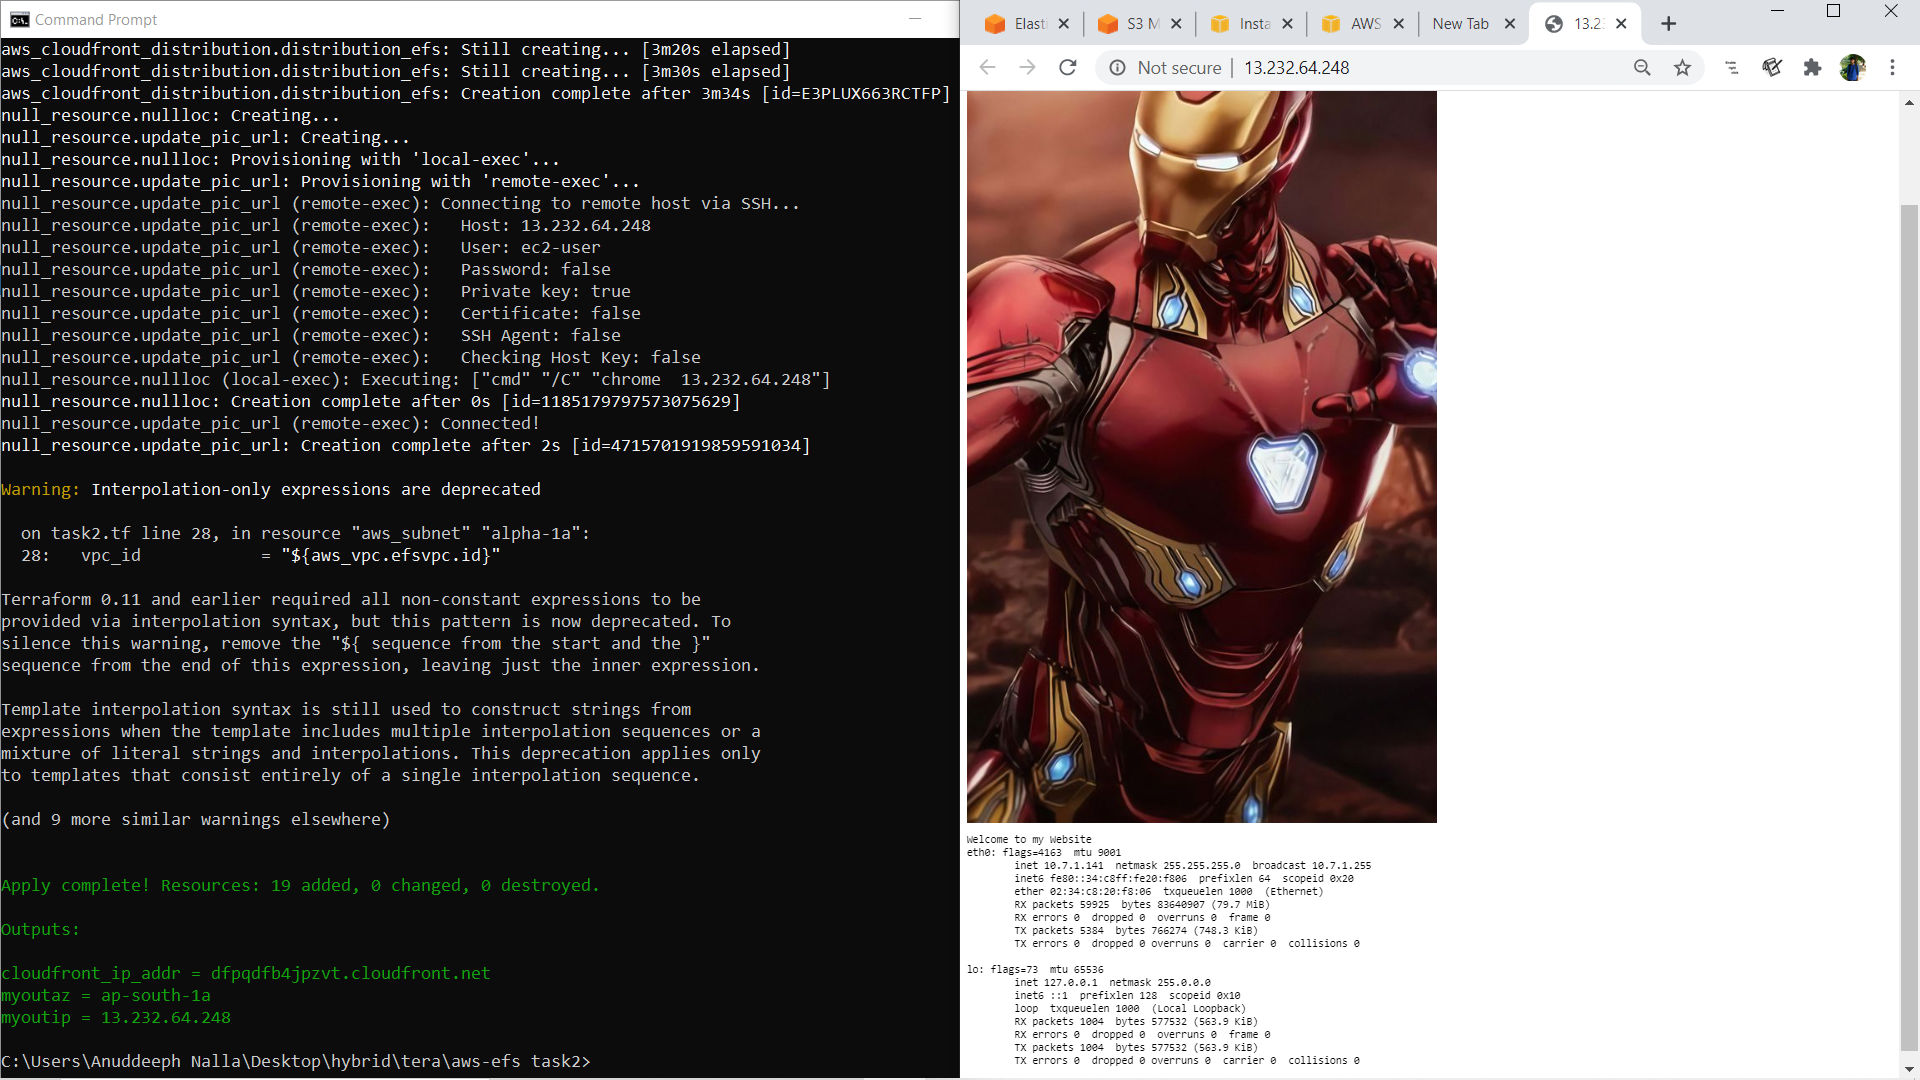 Command Prompt
aws_cloudfront_distribution.distribution_efs: Still creating... [3m20s elapsed]
aws_cloudfront_distribution.distribution_efs: Still creating... [3m30s elapsed]
aws_cloudfront_distribution.distribution_efs: Creation complete after 3m34s [id=E3PLUX663RCTFP]
null_resource.nullloc: Creating...
null_resource.update_pic_url: Creating...
null_resource.nullloc: Provisioning with 'local-exec'...
null_resource.update_pic_url: Provisioning with 'remote-exec'...
null_resource.update_pic_url (remote-exec): Connecting to remote host via SSH...
null_resource.update_pic_url (remote-exec):   Host: 13.232.64.248
null_resource.update_pic_url (remote-exec):   User: ec2-user
null_resource.update_pic_url (remote-exec):   Password: false
null_resource.update_pic_url (remote-exec):   Private key: true
null_resource.update_pic_url (remote-exec):   Certificate: false
null_resource.update_pic_url (remote-exec):   SSH Agent: false
null_resource.update_pic_url (remote-exec):   Checking Host Key: false
null_resource.nullloc (local-exec): Executing: ["cmd" "/C" "chrome  13.232.64.248"]
null_resource.nullloc: Creation complete after 0s [id=1185179797573075629]
null_resource.update_pic_url (remote-exec): Connected!
null_resource.update_pic_url: Creation complete after 2s [id=4715701919859591034]
Warning: Interpolation-only expressions are deprecated
on task2.tf line 28, in resource "aws_subnet" "alpha-1a":
28:   vpc_id            = "${aws_vpc.efsvpc.id}"
Terraform 0.11 and earlier required all non-constant expressions to be
provided via interpolation syntax, but this pattern is now deprecated. To
silence this warning, remove the "${ sequence from the start and the }"
sequence from the end of this expression, leaving just the inner expression.
Template interpolation syntax is still used to construct strings from
expressions when the template includes multiple interpolation sequences or a
mixture of literal strings and interpolations. This deprecation applies only
to templates that consist entirely of a single interpolation sequence.
(and 9 more similar warnings elsewhere)
Apply complete! Resources: 19 added, 0 changed, 0 destroyed.
Outputs:
cloudfront_ip_addr = dfpqdfb4jpzvt.cloudfront.net
myoutaz = ap-south-1a
myoutip = 13.232.64.248
C:\Users\Anuddeeph Nalla\Desktop\hybrid\tera\aws-efs task2>
Elast S3 M Insta AWS New Tab 13.2
Not secure | 13.232.64.248
Welcome to my Website
eth0: flags=4163  mtu 9001
inet 10.7.1.141  netmask 255.255.255.0  broadcast 10.7.1.255
inet6 fe80::34:c8ff:fe20:f806  prefixlen 64  scopeid 0x20
ether 02:34:c8:20:f8:06  txqueuelen 1000  (Ethernet)
RX packets 59925  bytes 83640907 (79.7 MiB)
RX errors 0  dropped 0  overruns 0  frame 0
TX packets 5384  bytes 766274 (748.3 KiB)
TX errors 0  dropped 0 overruns 0  carrier 0  collisions 0
lo: flags=73  mtu 65536
inet 127.0.0.1  netmask 255.0.0.0
inet6 ::1  prefixlen 128  scopeid 0x10
loop  txqueuelen 1000  (Local Loopback)
RX packets 1004  bytes 577532 (563.9 KiB)
RX errors 0  dropped 0  overruns 0  frame 0
TX packets 1004  bytes 577532 (563.9 KiB)
TX errors 0  dropped 0 overruns 0  carrier 0  collisions 0